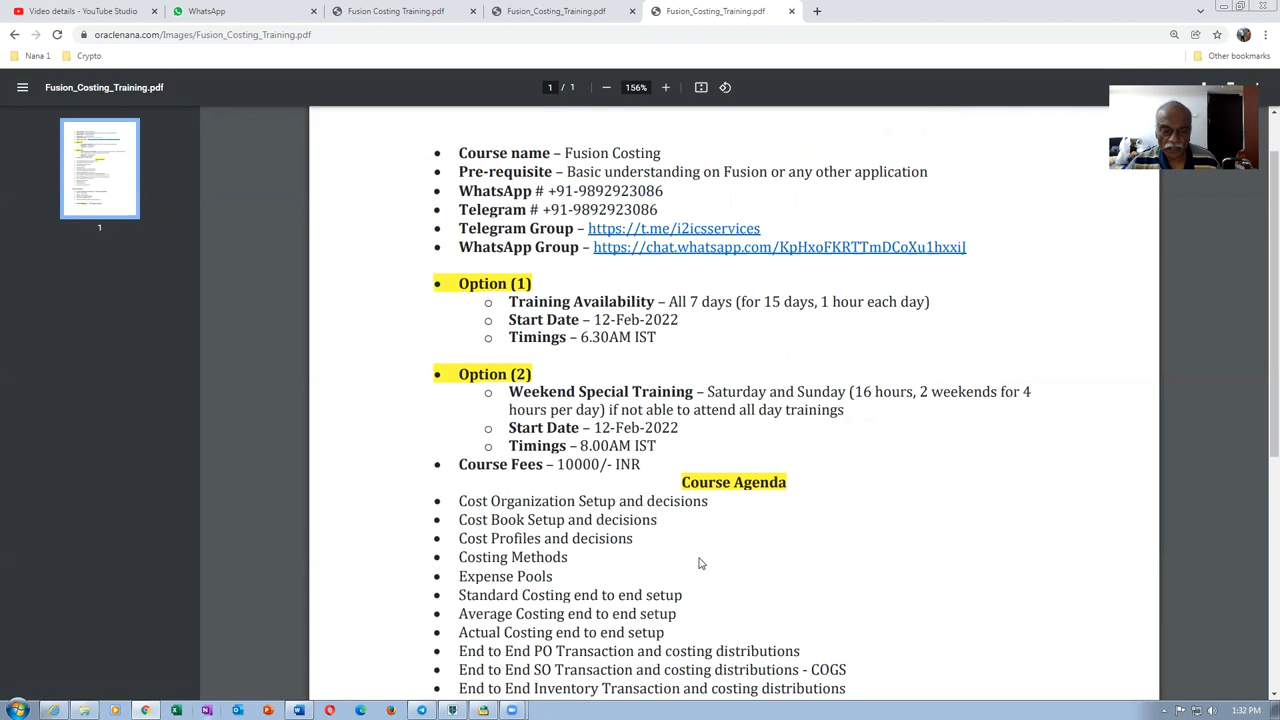 Video details - YouTube Studio
WhatsApp
Fusion Costing Training.pdf
Fusion_Costing_Training.pdf
Fusion_Costing_Training.pdf
oraclenana.com/Images/Fusion_Costing_Training.pdf
Nana 1
Crypto
Other bookmarks
Fusion_Costing_Training.pdf
1 / 1
156%
1
• Course name – Fusion Costing
• Pre-requisite – Basic understanding on Fusion or any other application
• WhatsApp # +91-9892923086
• Telegram # +91-9892923086
• Telegram Group – https://t.me/i2icsservices
• WhatsApp Group – https://chat.whatsapp.com/KpHxoFKRTTmDCoXu1hxxiJ
• Option (1)
o Training Availability – All 7 days (for 15 days, 1 hour each day)
o Start Date – 12-Feb-2022
o Timings – 6.30AM IST
• Option (2)
o Weekend Special Training – Saturday and Sunday (16 hours, 2 weekends for 4
hours per day) if not able to attend all day trainings
o Start Date – 12-Feb-2022
o Timings – 8.00AM IST
• Course Fees – 10000/- INR
Course Agenda
• Cost Organization Setup and decisions
• Cost Book Setup and decisions
• Cost Profiles and decisions
• Costing Methods
• Expense Pools
• Standard Costing end to end setup
• Average Costing end to end setup
• Actual Costing end to end setup
• End to End PO Transaction and costing distributions
• End to End SO Transaction and costing distributions - COGS
• End to End Inventory Transaction and costing distributions
1:32 PM